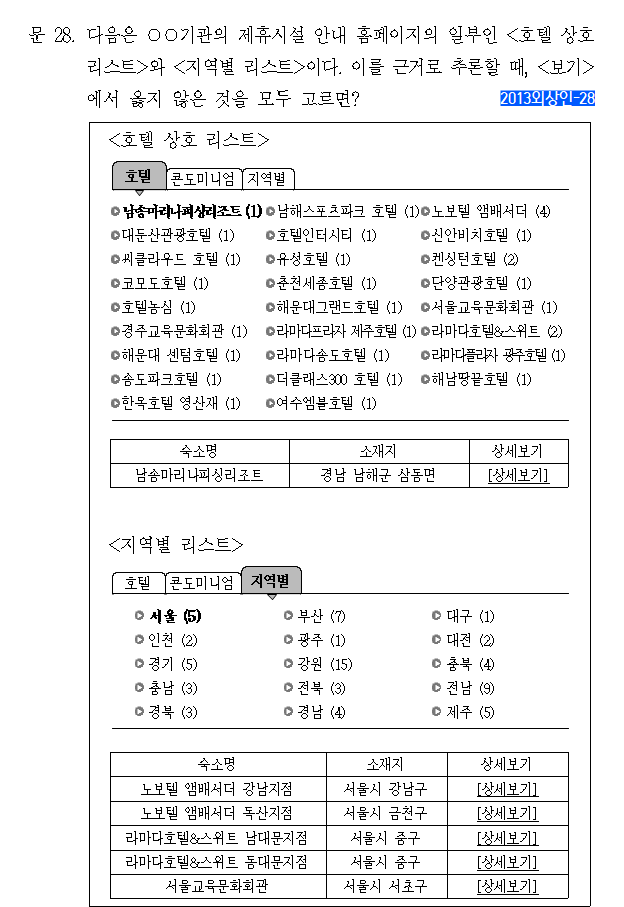 문 28. 다음은 ○○기관의 제휴시설 안내 홈페이지의 일부인 <호텔 상호
리스트>와 <지역별 리스트>이다. 이를 근거로 추론할 때, <보기>
에서 옳지 않은 것을 모두 고르면? 2013외상인-28
<호텔 상호 리스트>
호텔 콘도미니엄 지역별
남송마리나피싱리조트 (1) 남해스포츠파크 호텔 (1) 노보텔 앰배서더 (4)
대둔산관광호텔 (1) 호텔인터시티 (1) 신안비치호텔 (1)
씨클라우드 호텔 (1) 유성호텔 (1) 켄싱턴호텔 (2)
코모도호텔 (1) 춘천세종호텔 (1) 단양관광호텔 (1)
호텔농심 (1) 해운대그랜드호텔 (1) 서울교육문화회관 (1)
경주교육문화회관 (1) 라마다프라자 제주호텔 (1) 라마다호텔&스위트 (2)
해운대 센텀호텔 (1) 라마다송도호텔 (1) 라마다플라자 광주호텔 (1)
송도파크호텔 (1) 더클래스300 호텔 (1) 해남땅끝호텔 (1)
한옥호텔 영산재 (1) 여수엠블호텔 (1)
숙소명 소재지 상세보기
남송마리나피싱리조트 경남 남해군 삼동면 [상세보기]
<지역별 리스트>
호텔 콘도미니엄 지역별
서울 (5) 부산 (7) 대구 (1)
인천 (2) 광주 (1) 대전 (2)
경기 (5) 강원 (15) 충북 (4)
충남 (3) 전북 (3) 전남 (9)
경북 (3) 경남 (4) 제주 (5)
숙소명 소재지 상세보기
노보텔 앰배서더 강남지점 서울시 강남구 [상세보기]
노보텔 앰배서더 독산지점 서울시 금천구 [상세보기]
라마다호텔&스위트 남대문지점 서울시 중구 [상세보기]
라마다호텔&스위트 동대문지점 서울시 중구 [상세보기]
서울교육문화회관 서울시 서초구 [상세보기]